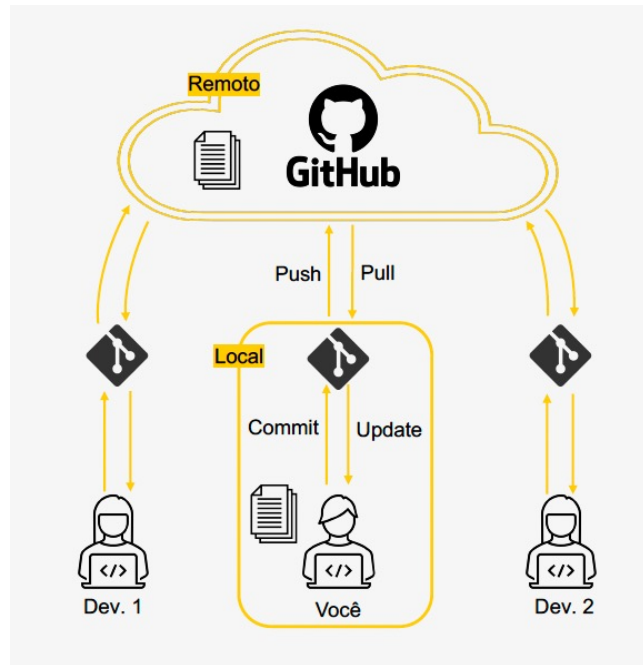 Remoto
GitHub
Push Pull
Local
Commit Update
</>
</>
</>
Dev. 1
Você
Dev. 2